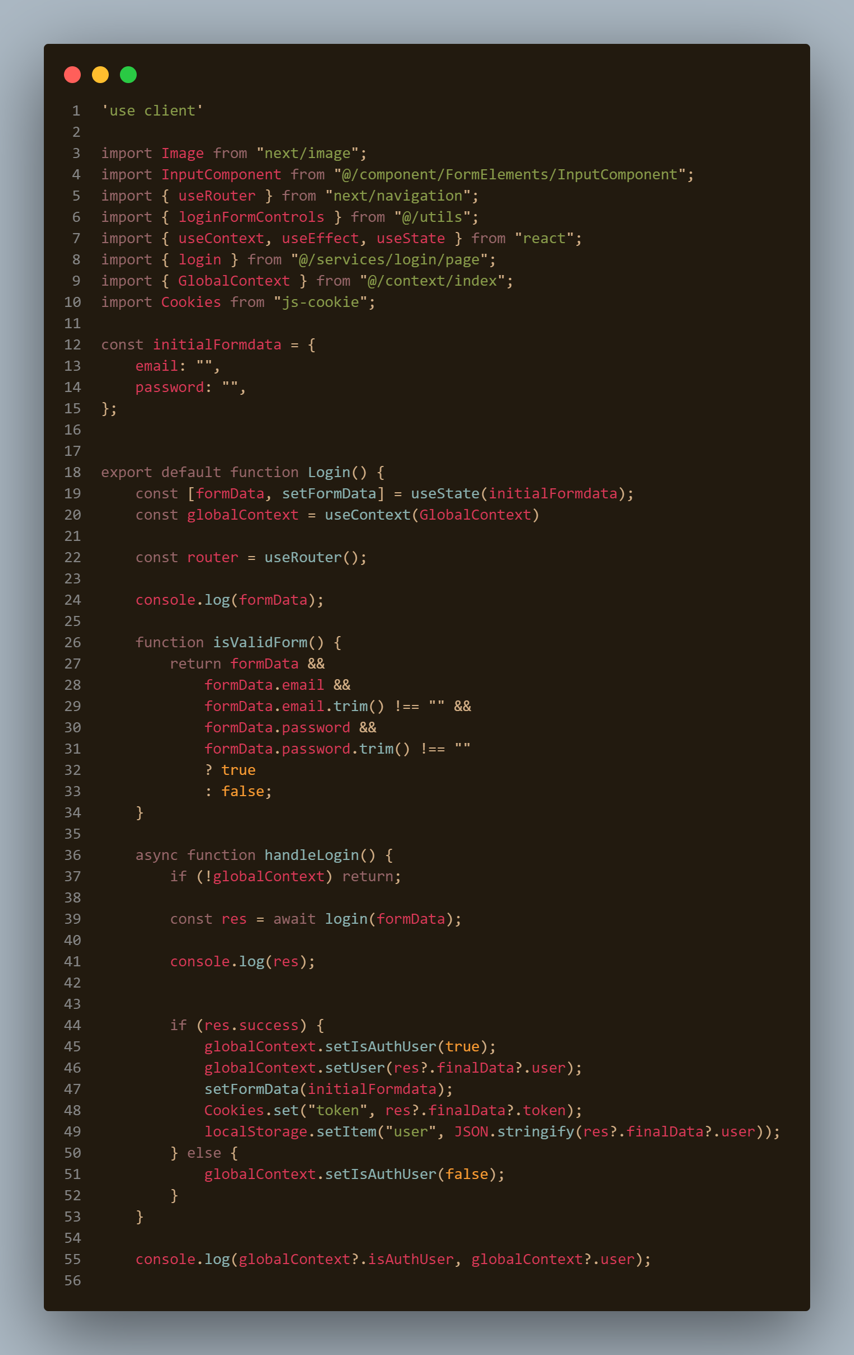 1 'use client'
2
3 import Image from "next/image";
4 import InputComponent from "@/component/FormElements/InputComponent";
5 import { useRouter } from "next/navigation";
6 import { loginFormControls } from "@/utils";
7 import { useContext, useEffect, useState } from "react";
8 import { login } from "@/services/login/page";
9 import { GlobalContext } from "@/context/index";
10 import Cookies from "js-cookie";
11
12 const initialFormdata = {
13     email: "",
14     password: "",
15 };
16
17
18 export default function Login() {
19     const [formData, setFormData] = useState(initialFormdata);
20     const globalContext = useContext(GlobalContext)
21
22     const router = useRouter();
23
24     console.log(formData);
25
26     function isValidForm() {
27         return formData &&
28             formData.email &&
29             formData.email.trim() !== "" &&
30             formData.password &&
31             formData.password.trim() !== ""
32             ? true
33             : false;
34     }
35
36     async function handleLogin() {
37         if (!globalContext) return;
38
39         const res = await login(formData);
40
41         console.log(res);
42
43
44         if (res.success) {
45             globalContext.setIsAuthUser(true);
46             globalContext.setUser(res?.finalData?.user);
47             setFormData(initialFormdata);
48             Cookies.set("token", res?.finalData?.token);
49             localStorage.setItem("user", JSON.stringify(res?.finalData?.user));
50         } else {
51             globalContext.setIsAuthUser(false);
52         }
53     }
54
55     console.log(globalContext?.isAuthUser, globalContext?.user);
56